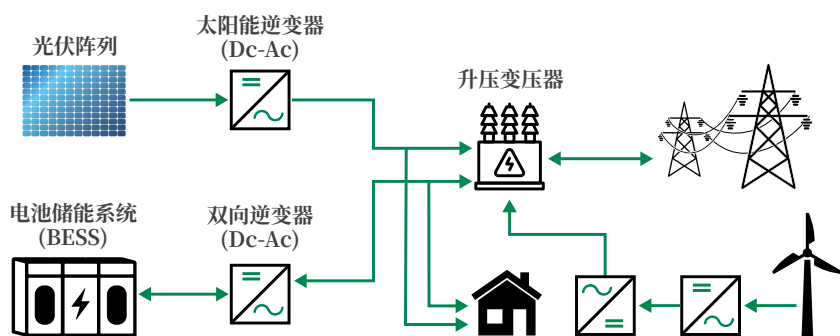 太阳能逆变器
(Dc-Ac)
光伏阵列
升压变压器
电池储能系统
(BESS)
双向逆变器
(Dc-Ac)